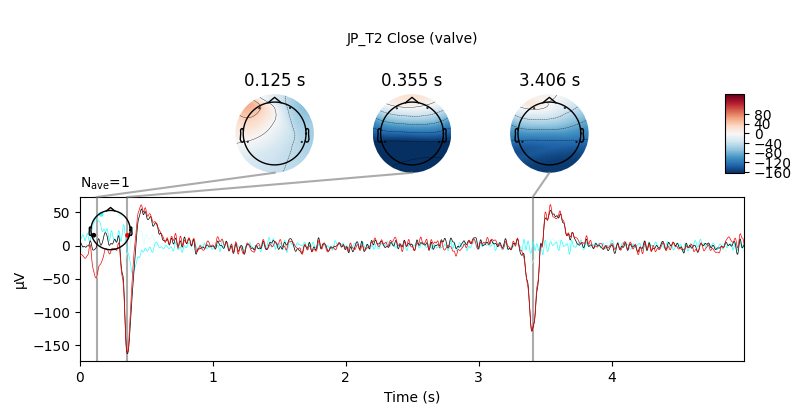 JP_T2 Close (valve)
0.125 s 0.355 s 3.406 s
80
40
0
−40
−80
−120
−160
Nave=1
50
0
−50
−100
−150
µV
0 1 2 3 4
Time (s)